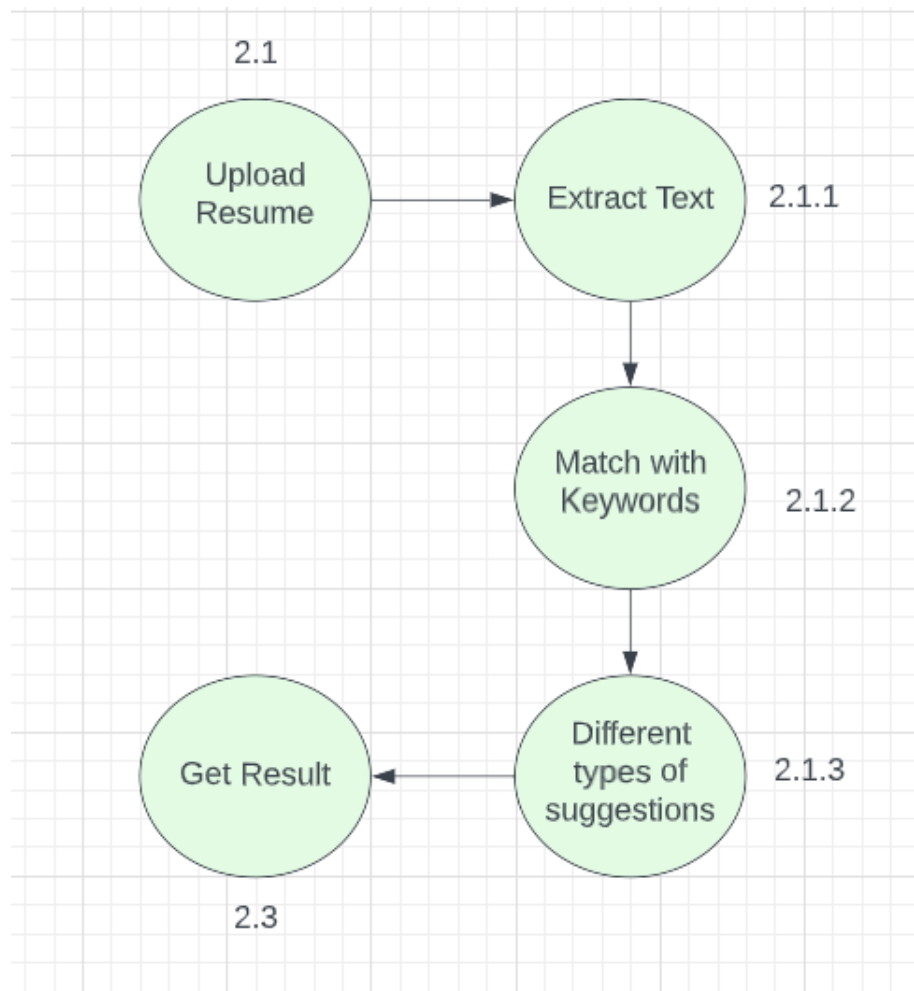 2.1
Upload
Resume
Extract Text
2.1.1
Match with
Keywords
2.1.2
Different
types of
suggestions
2.1.3
Get Result
2.3